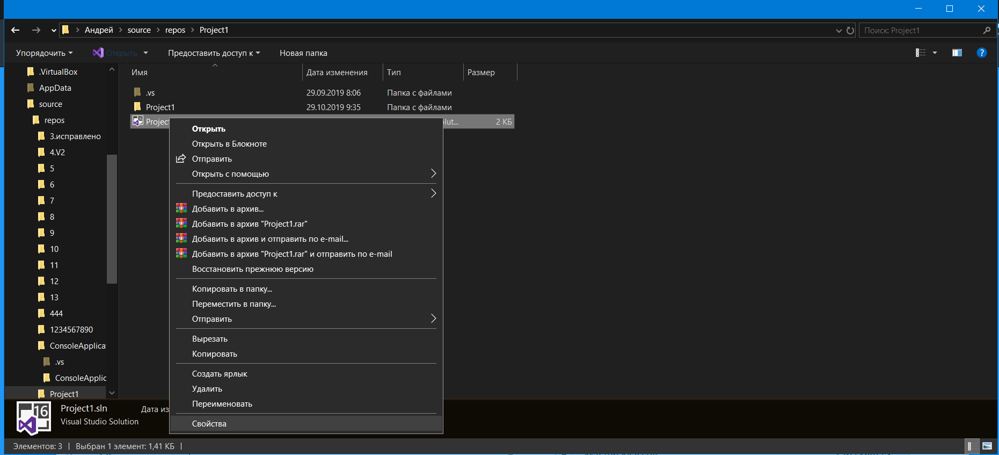 Андрей source repos Project1
Поиск: Project1
Упорядочить Открыть Предоставить доступ к Новая папка
.VirtualBox
AppData
source
repos
3.исправлено
4.V2
5
6
7
8
9
10
11
12
13
444
1234567890
ConsoleApplica
.vs
ConsoleApplic
Project1
Имя Дата изменения Тип Размер
.vs 29.09.2019 8:06 Папка с файлами
Project1 29.10.2019 9:35 Папка с файлами
Project lut... 2 КБ
Открыть
Открыть в Блокноте
Отправить
Открыть с помощью
Предоставить доступ к
Добавить в архив...
Добавить в архив "Project1.rar"
Добавить в архив и отправить по e-mail...
Добавить в архив "Project1.rar" и отправить по e-mail
Восстановить прежнюю версию
Копировать в папку...
Переместить в папку...
Отправить
Вырезать
Копировать
Создать ярлык
Удалить
Переименовать
Свойства
16
Project1.sln Дата из
Visual Studio Solution
Элементов: 3 Выбран 1 элемент: 1,41 КБ